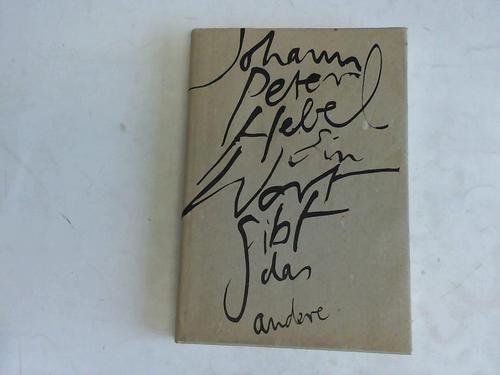 Johann
Peter
Hebel
Ein
Wort
gibt
das
andere